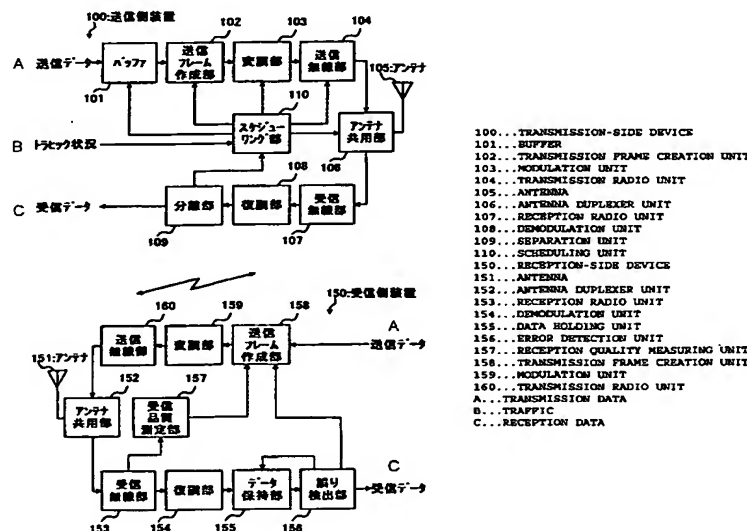 100:送信側装置
101
102
103
104
A 送信データ
バッファ
送信フレーム作成部
変調部
送信無線部
105:アンテナ
110
B トラヒック状況
スケジューリング部
アンテナ共用部
106
C 受信データ
109
分離部
108
復調部
107
受信無線部
150:受信側装置
160
159
158
送信無線部
変調部
送信フレーム作成部
A
送信データ
151:アンテナ
152
アンテナ共用部
157
受信品質測定部
受信無線部
復調部
データ保持部
誤り検出部
C
受信データ
153
154
155
156
100...TRANSMISSION-SIDE DEVICE
101...BUFFER
102...TRANSMISSION FRAME CREATION UNIT
103...MODULATION UNIT
104...TRANSMISSION RADIO UNIT
105...ANTENNA
106...ANTENNA DUPLEXER UNIT
107...RECEPTION RADIO UNIT
108...DEMODULATION UNIT
109...SEPARATION UNIT
110...SCHEDULING UNIT
150...RECEPTION-SIDE DEVICE
151...ANTENNA
152...ANTENNA DUPLEXER UNIT
153...RECEPTION RADIO UNIT
154...DEMODULATION UNIT
155...DATA HOLDING UNIT
156...ERROR DETECTION UNIT
157...RECEPTION QUALITY MEASURING UNIT
158...TRANSMISSION FRAME CREATION UNIT
159...MODULATION UNIT
160...TRANSMISSION RADIO UNIT
A...TRANSMISSION DATA
B...TRAFFIC
C...RECEPTION DATA